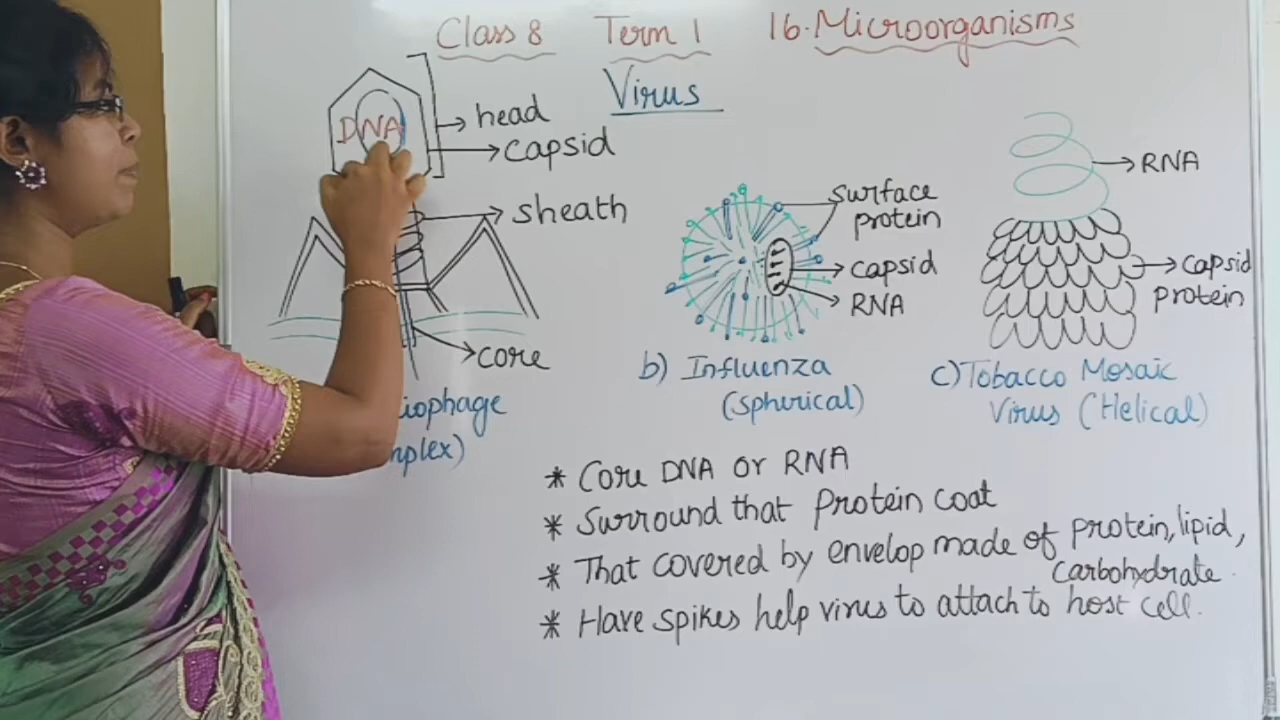 Class 8 Term 1 16. Microorganisms
Virus
DNA
head
capsid
sheath
core
surface
protein
capsid
RNA
RNA
capsid
protein
iophage
nplex)
b) Influenza
(Spherical)
c) Tobacco Mosaic
Virus (Helical)
* Core DNA or RNA
* Surround that Protein coat
* That covered by envelop made of protein, lipid,
carbohydrate.
* Have spikes help virus to attach to host cell.